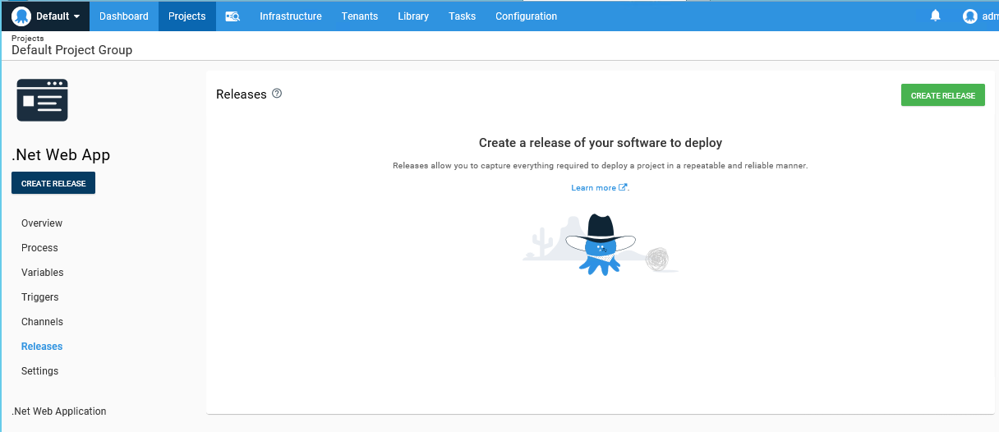 Default Dashboard Projects Infrastructure Tenants Library Tasks Configuration adm
Projects
Default Project Group
Releases
CREATE RELEASE
Create a release of your software to deploy
.Net Web App
Releases allow you to capture everything required to deploy a project in a repeatable and reliable manner.
CREATE RELEASE
Learn more .
Overview
Process
Variables
Triggers
Channels
Releases
Settings
.Net Web Application